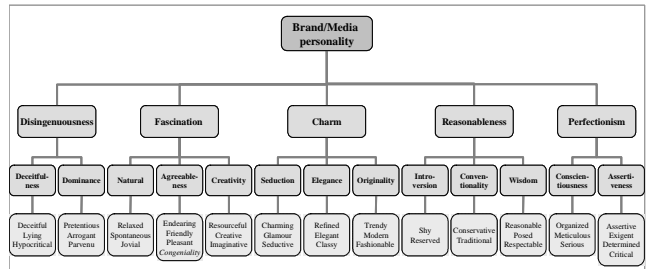 Brand/Media
personality
Disingenuousness
Fascination
Charm
Reasonableness
Perfectionism
Deceitful-
ness
Dominance
Natural
Agreeable-
ness
Creativity
Seduction
Elegance
Originality
Intro-
version
Conven-
tionality
Wisdom
Conscien-
tiousness
Asserti-
veness
Deceitful
Lying
Hypocritical
Pretentious
Arrogant
Parvenu
Relaxed
Spontaneous
Jovial
Endearing
Friendly
Pleasant
Congeniality
Resourceful
Creative
Imaginative
Charming
Glamour
Seductive
Refined
Elegant
Classy
Trendy
Modern
Fashionable
Shy
Reserved
Conservative
Traditional
Reasonable
Posed
Respectable
Organized
Meticulous
Serious
Assertive
Exigent
Determined
Critical